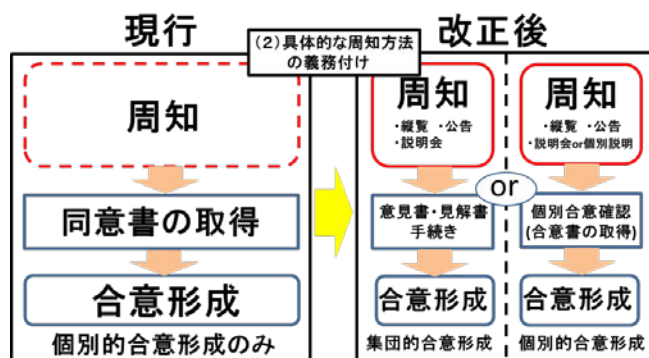 現行
(2)具体的な周知方法
の義務付け
改正後
周知
同意書の取得
合意形成
個別的合意形成のみ
周知
・縦覧 ・公告
・説明会
意見書・見解書
手続き
合意形成
集団的合意形成
or
周知
・縦覧 ・公告
・説明会or個別説明
個別合意確認
(合意書の取得)
合意形成
個別的合意形成